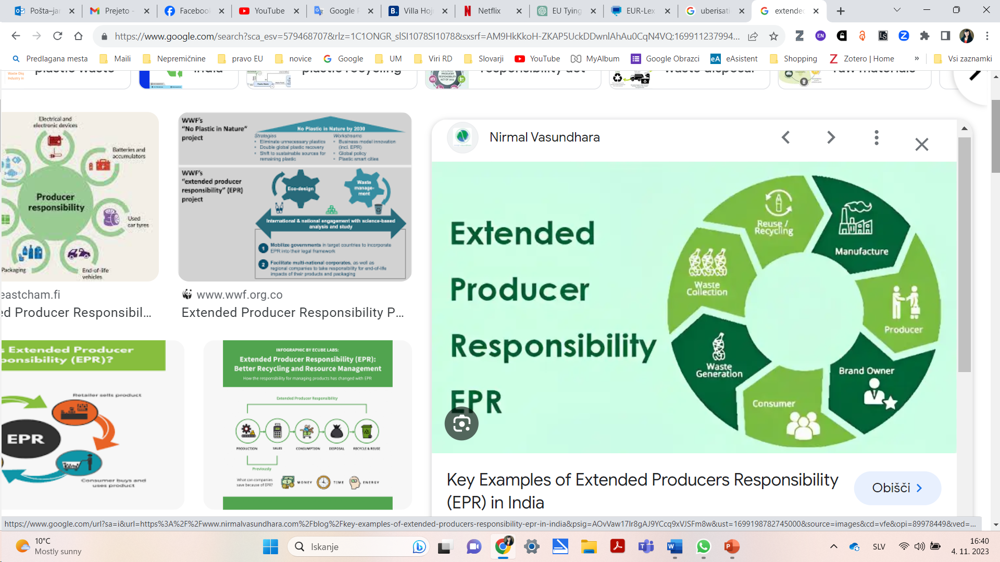 Pošta–jar
Prejeto –
Facebook
YouTube
Google P
Villa Hoj
Netflix
EU Tying
EUR-Lex
uberisati
extended
https://www.google.com/search?sca_esv=579468707&rlz=1C1ONGR_slSI1078SI1078&sxsrf=AM9HkKkoH-ZKAP5UckDDwnlAhAu0CqN4VQ:169911237994...
Predlagana mesta
Maili
Nepremičnine
pravo EU
novice
Google
UM
Viri RD
Slovarji
YouTube
MyAlbum
Google Obrazci
eAsistent
Shopping
Zotero | Home
»
Vsi zaznamki
plastic waste
india
plastic recycling
responsibility act
waste disposal
raw materials
Electrical and
electronic devices
Batteries and
accumulators
Producer
responsibility
Used
car tyres
Packaging
End-of-life
vehicles
eastcham.fi
ed Producer Responsibil...
WWF's
"No Plastic in Nature"
project
No Plastic in Nature by 2030
Strategies
• Eliminate unnecessary plastics
• Double global plastic recovery
• Shift to sustainable sources for
remaining plastic
Workstreams
• Business model innovation
(incl. EPR)
• Global policy
• Plastic smart cities
WWF's
"extended producer
responsibility" (EPR)
project
Eco-design
Waste
manage-
ment
International & national engagement with science-based
analysis and study
1 Mobilize governments in target countries to incorporate
EPR into their legal framework
2 Facilitate multi-national corporates, as well as
regional companies to take responsibility for end-of-life
impacts of their products and packaging
www.wwf.org.co
Extended Producer Responsibility P...
s Extended Producer
ponsibility (EPR)?
Retailer sells product
EPR
Consumer buys and
uses product
INFOGRAPHIC BY ECUBE LABS:
Extended Producer Responsibility (EPR):
Better Recycling and Resource Management
How the responsibility for managing products has changed with EPR
Extended Producer Responsibility
PRODUCTION
SALES
CONSUMPTION
DISPOSAL
RECYCLE & REUSE
Previously
What can companies
save because of EPR?
MONEY
TIME
ENERGY
Nirmal Vasundhara
Extended
Producer
Responsibility
EPR
Reuse /
Recycling
Manufacture
Producer
Brand Owner
Consumer
Waste
Generation
Waste
Collection
Key Examples of Extended Producers Responsibility
(EPR) in India
Obišči
https://www.google.com/url?sa=i&url=https%3A%2F%2Fwww.nirmalvasundhara.com%2Fblog%2Fkey-examples-of-extended-producers-responsibility-epr-in-india&psig=AOvVaw17Ir8gAJ9YCcq9xVJSFm8w&ust=1699198782745000&source=images&cd=vfe&opi=89978449&ved=...
10°C
Mostly sunny
Iskanje
SLV
16:40
4. 11. 2023